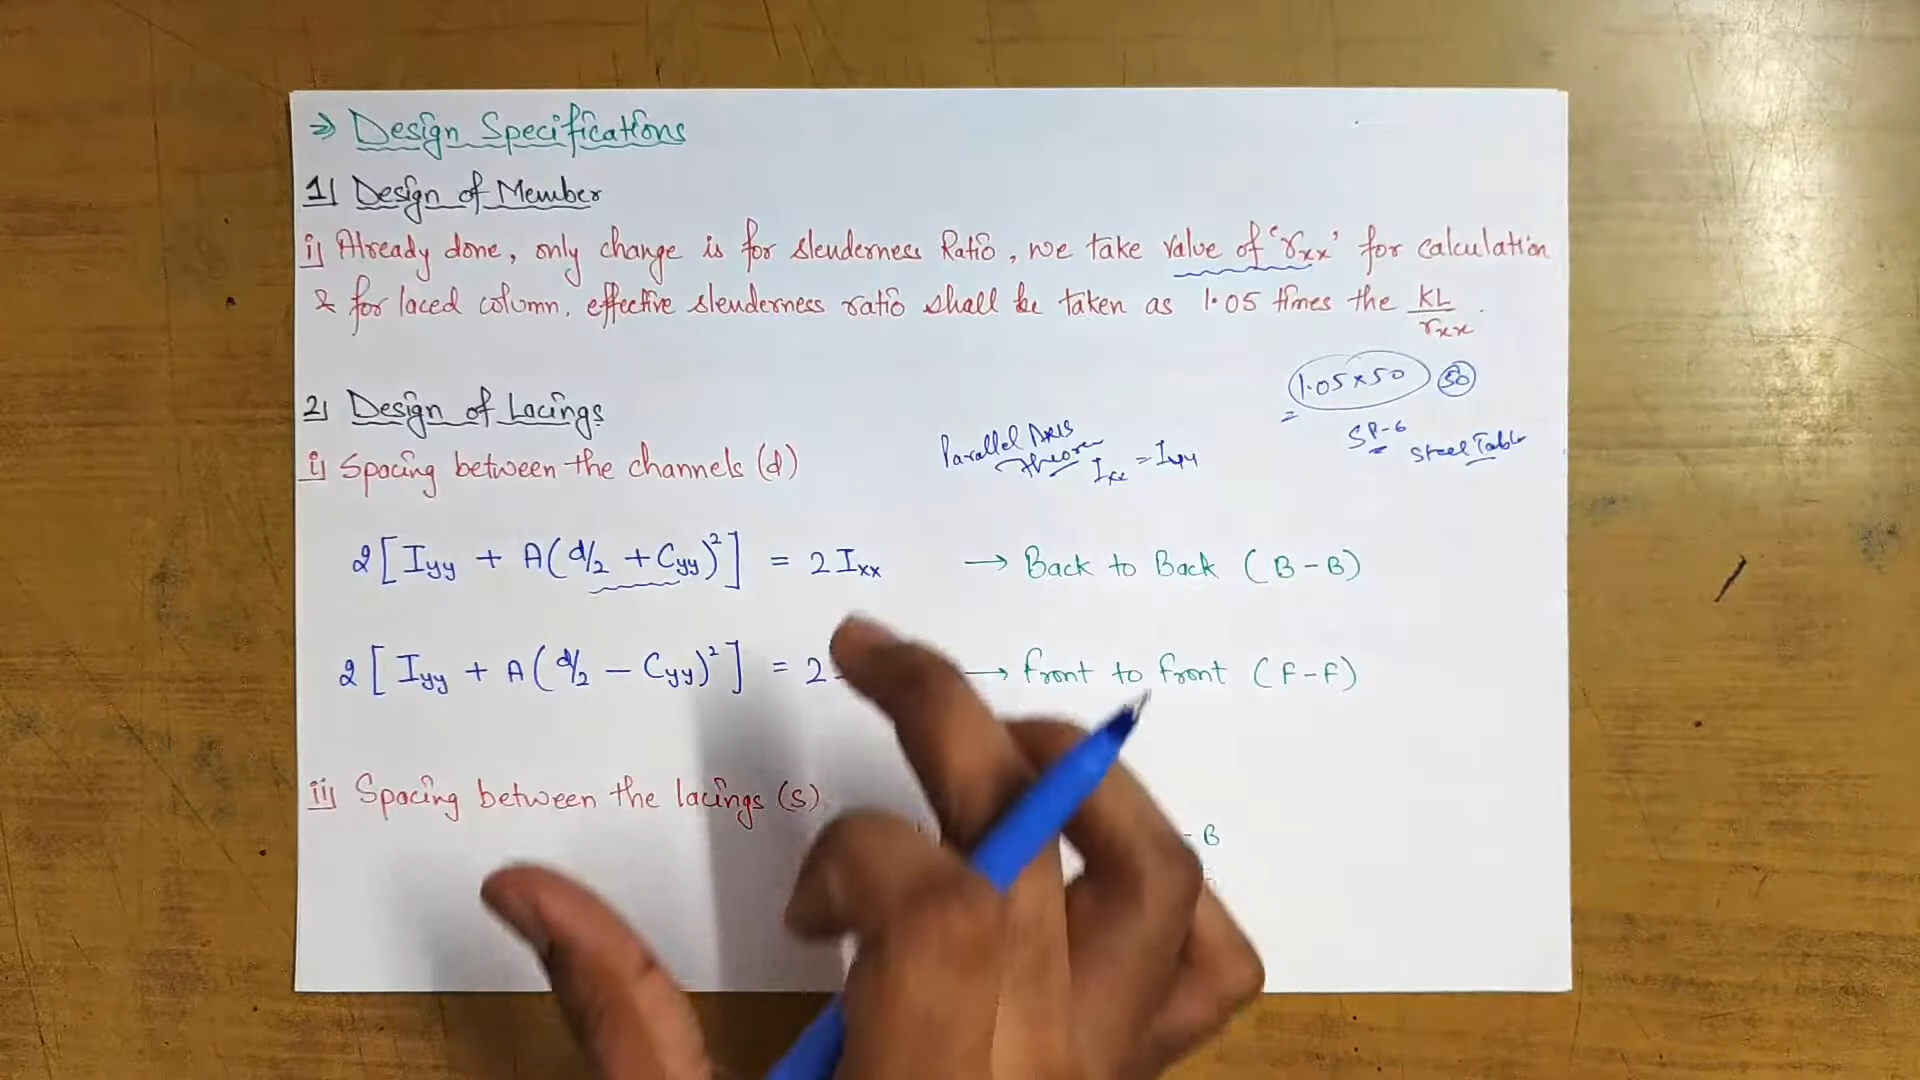 ⇒ Design Specifications
1] Design of Member
i] Already done, only change is for slenderness Ratio, we take value of 'rxx' for calculation
& for laced column, effective slenderness ratio shall be taken as 1.05 times the KL/rxx.
1.05×50 50
=
SP-6
Steel Table
2] Design of Lacings
Parallel Axis
theorem
Ixx = Iyy
i] Spacing between the channels (d)
2[Iyy + A(d/2 + Cyy)²] = 2Ixx → Back to Back (B-B)
2[Iyy + A(d/2 - Cyy)²] = 2 → front to front (F-F)
ii] Spacing between the lacings (s)
- B